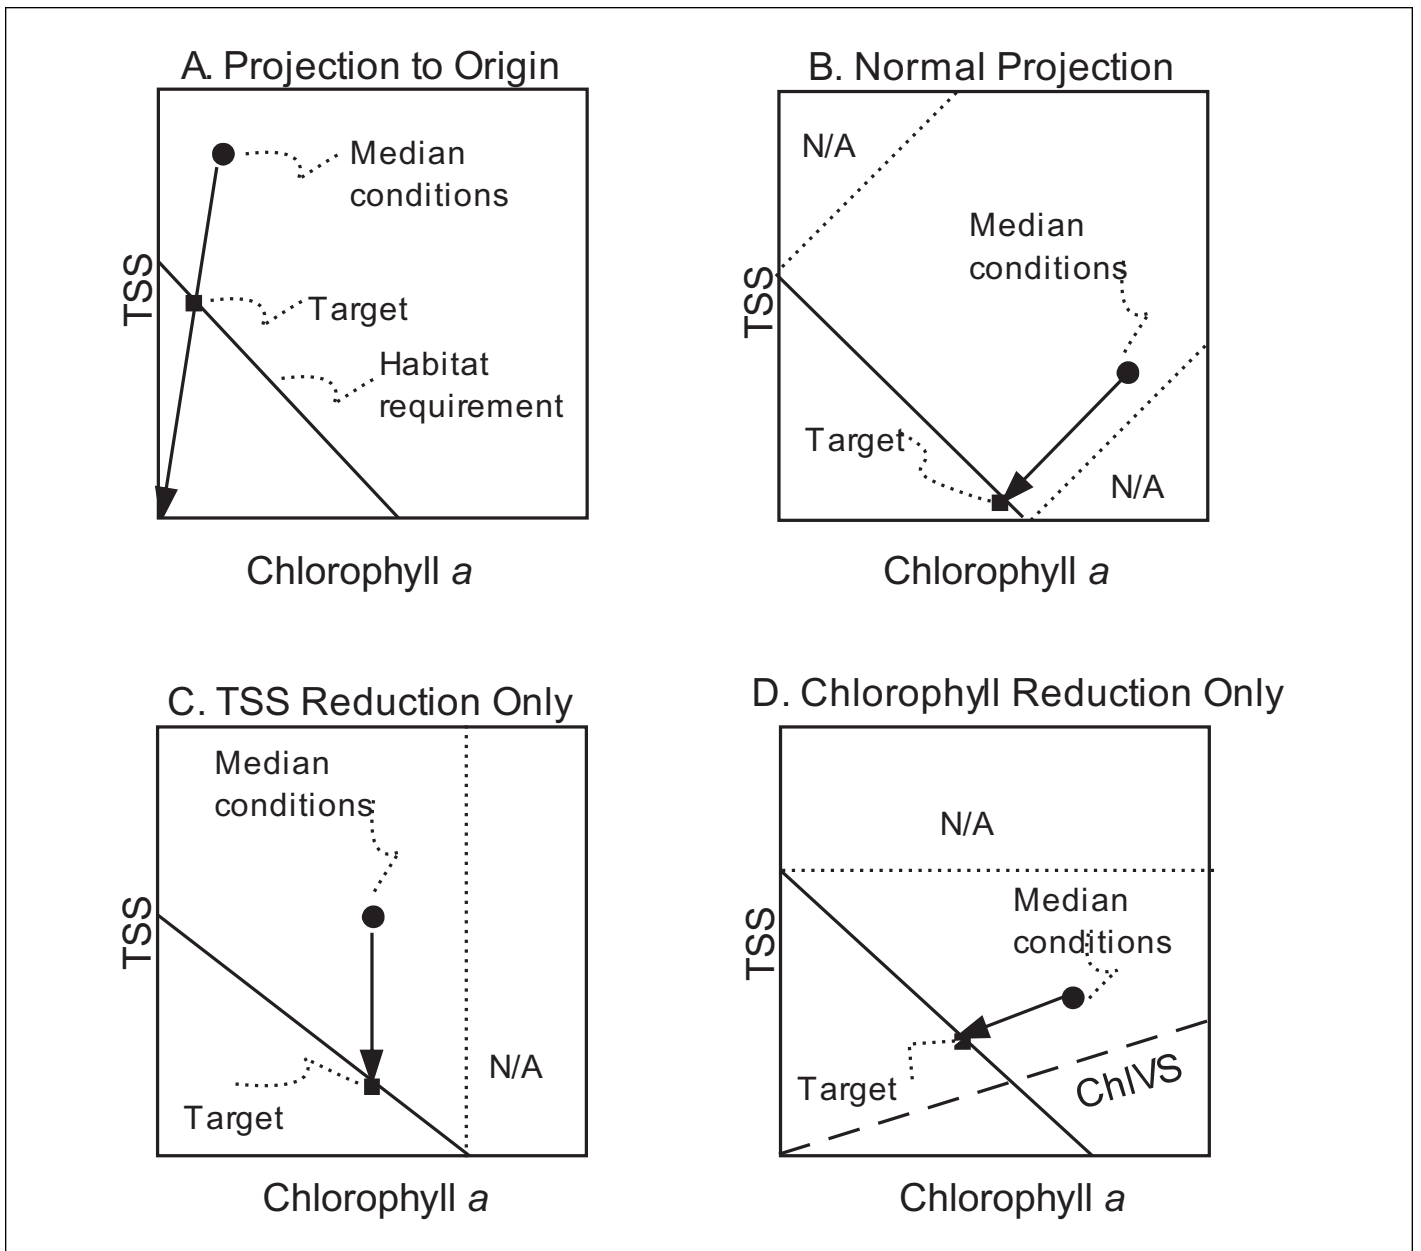 A. Projection to Origin
Median
conditions
Target
Habitat
requirement
TSS
Chlorophyll a
B. Normal Projection
N/A
Median
conditions
Target
N/A
TSS
Chlorophyll a
C. TSS Reduction Only
Median
conditions
N/A
Target
TSS
Chlorophyll a
D. Chlorophyll Reduction Only
N/A
Median
conditions
Target
ChlVS
TSS
Chlorophyll a